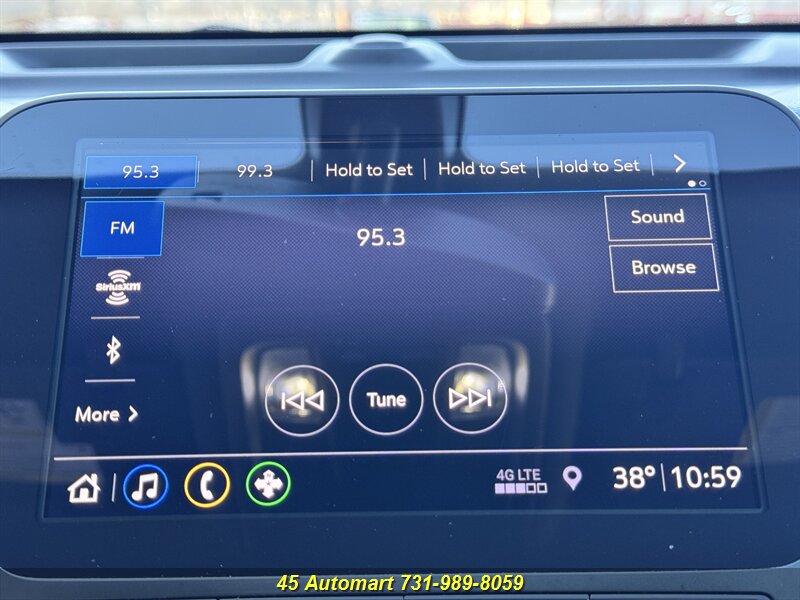 95.3 99.3 Hold to Set Hold to Set Hold to Set
FM 95.3 Sound
Browse
SiriusXM
Tune
More
4G LTE 38° 10:59
45 Automart 731-989-8059